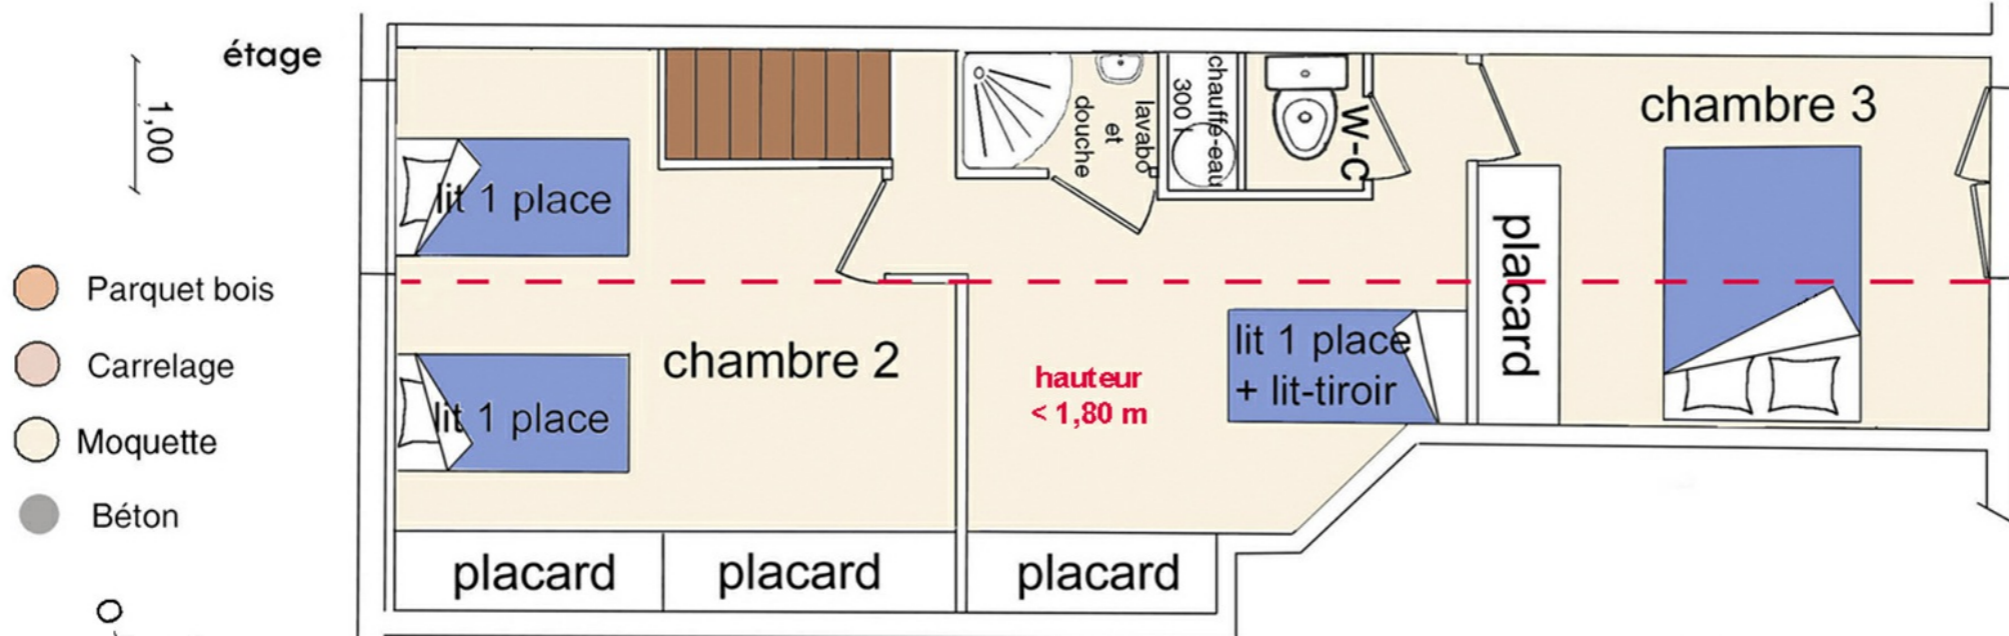 étage
1,00
Parquet bois
Carrelage
Moquette
Béton
lit 1 place
lit 1 place
chambre 2
placard
placard
placard
douche
et
lavabo
chauffe-eau
300 l
W-C
hauteur
< 1,80 m
lit 1 place
+ lit-tiroir
placard
chambre 3